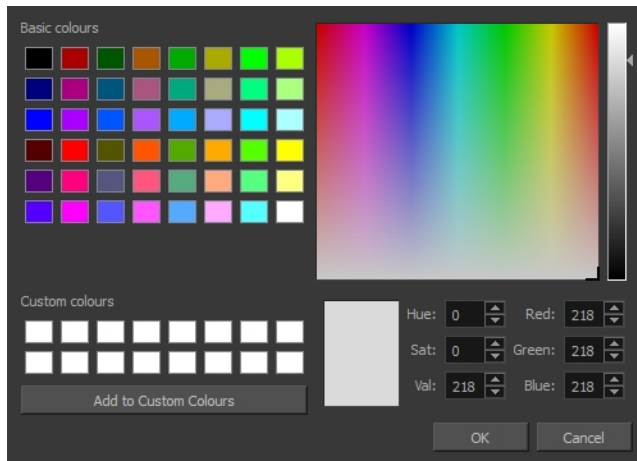 Basic colours
Custom colours
Add to Custom Colours
Hue: 0 Red: 218
Sat: 0 Green: 218
Val: 218 Blue: 218
OK Cancel